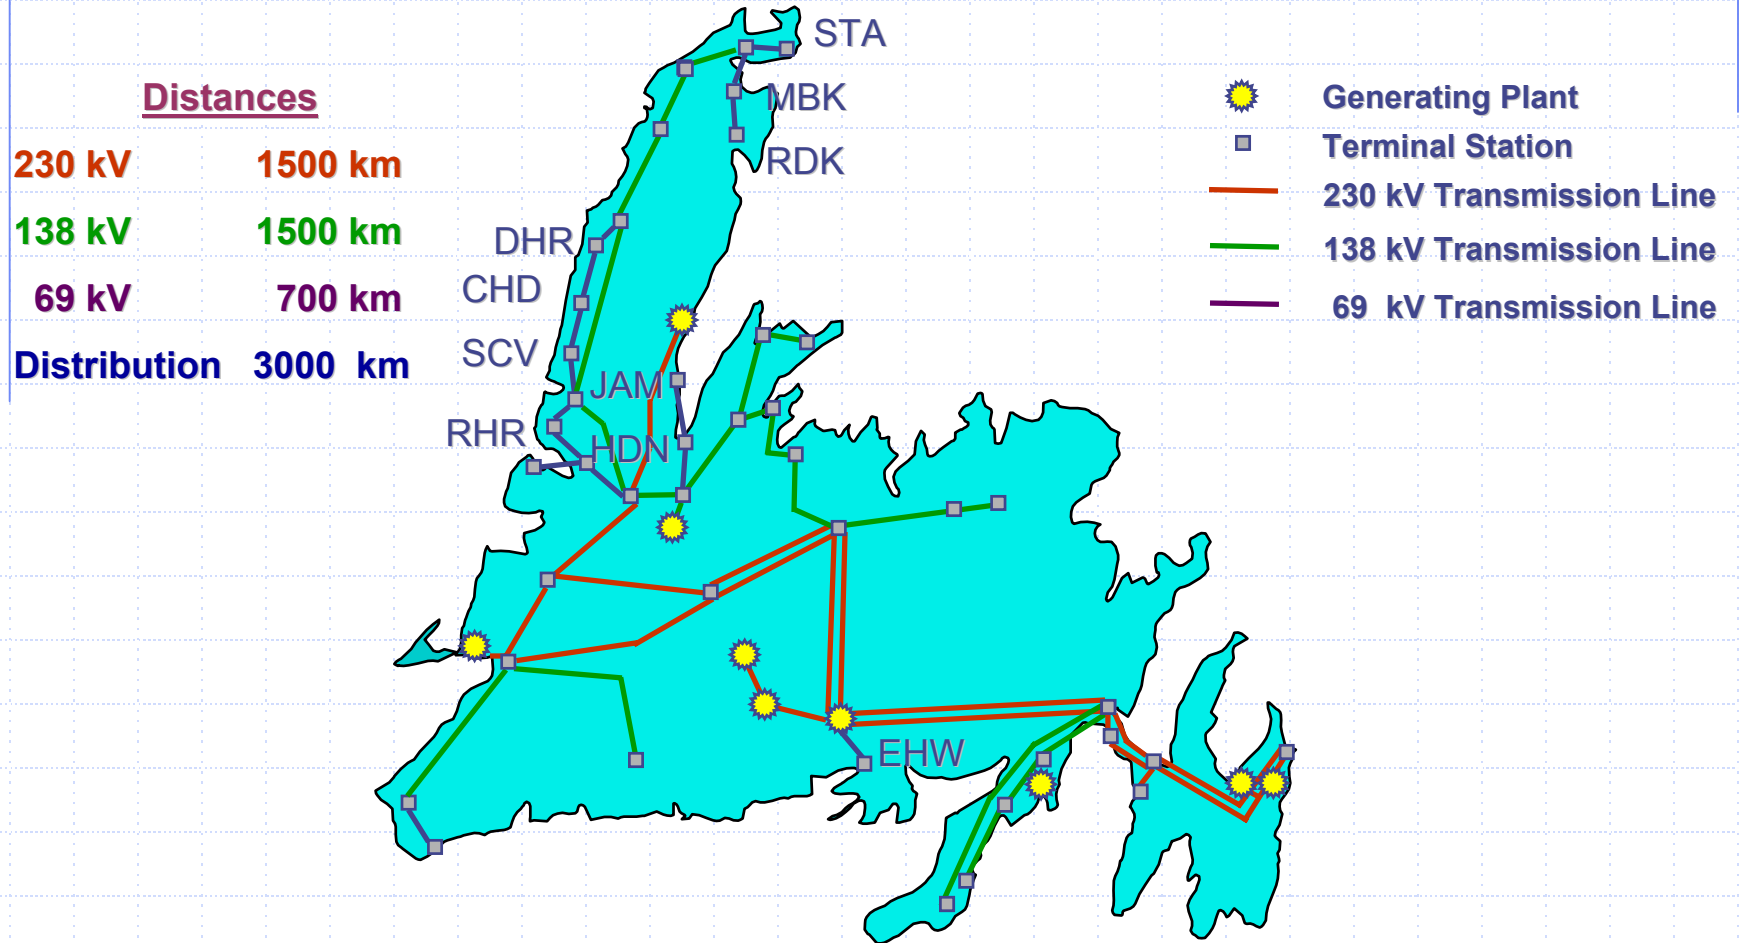 Distances
230 kV 1500 km
138 kV 1500 km
69 kV 700 km
Distribution 3000 km
STA
MBK
RDK
DHR
CHD
SCV
JAM
RHR
HDN
EHW
Generating Plant
Terminal Station
230 kV Transmission Line
138 kV Transmission Line
69 kV Transmission Line